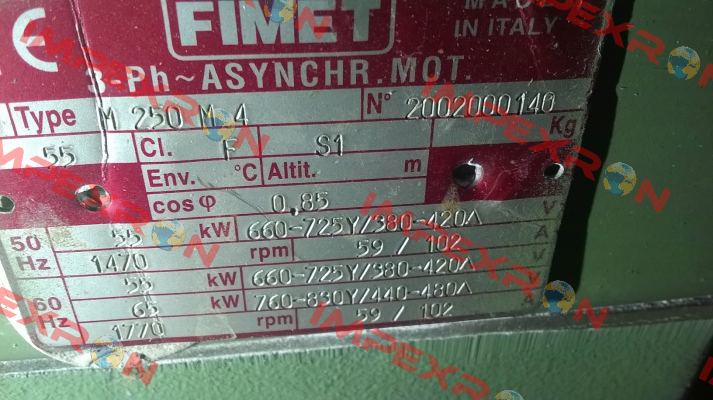 CE FIMET MADE IN ITALY
3-Ph~ASYNCHR.MOT.
Type M 250 M 4 N° 2002000140
55 Cl. F S1 Kg
Env. °C Altit. m
cos φ 0.85
50 Hz 55 kW 660-725Y/380-420Δ V
1470 rpm 59 / 102 A
55 kW 660-725Y/380-420Δ V
60 Hz 65 kW 760-830Y/440-480Δ
1770 rpm 59 / 102
IMPEXRON